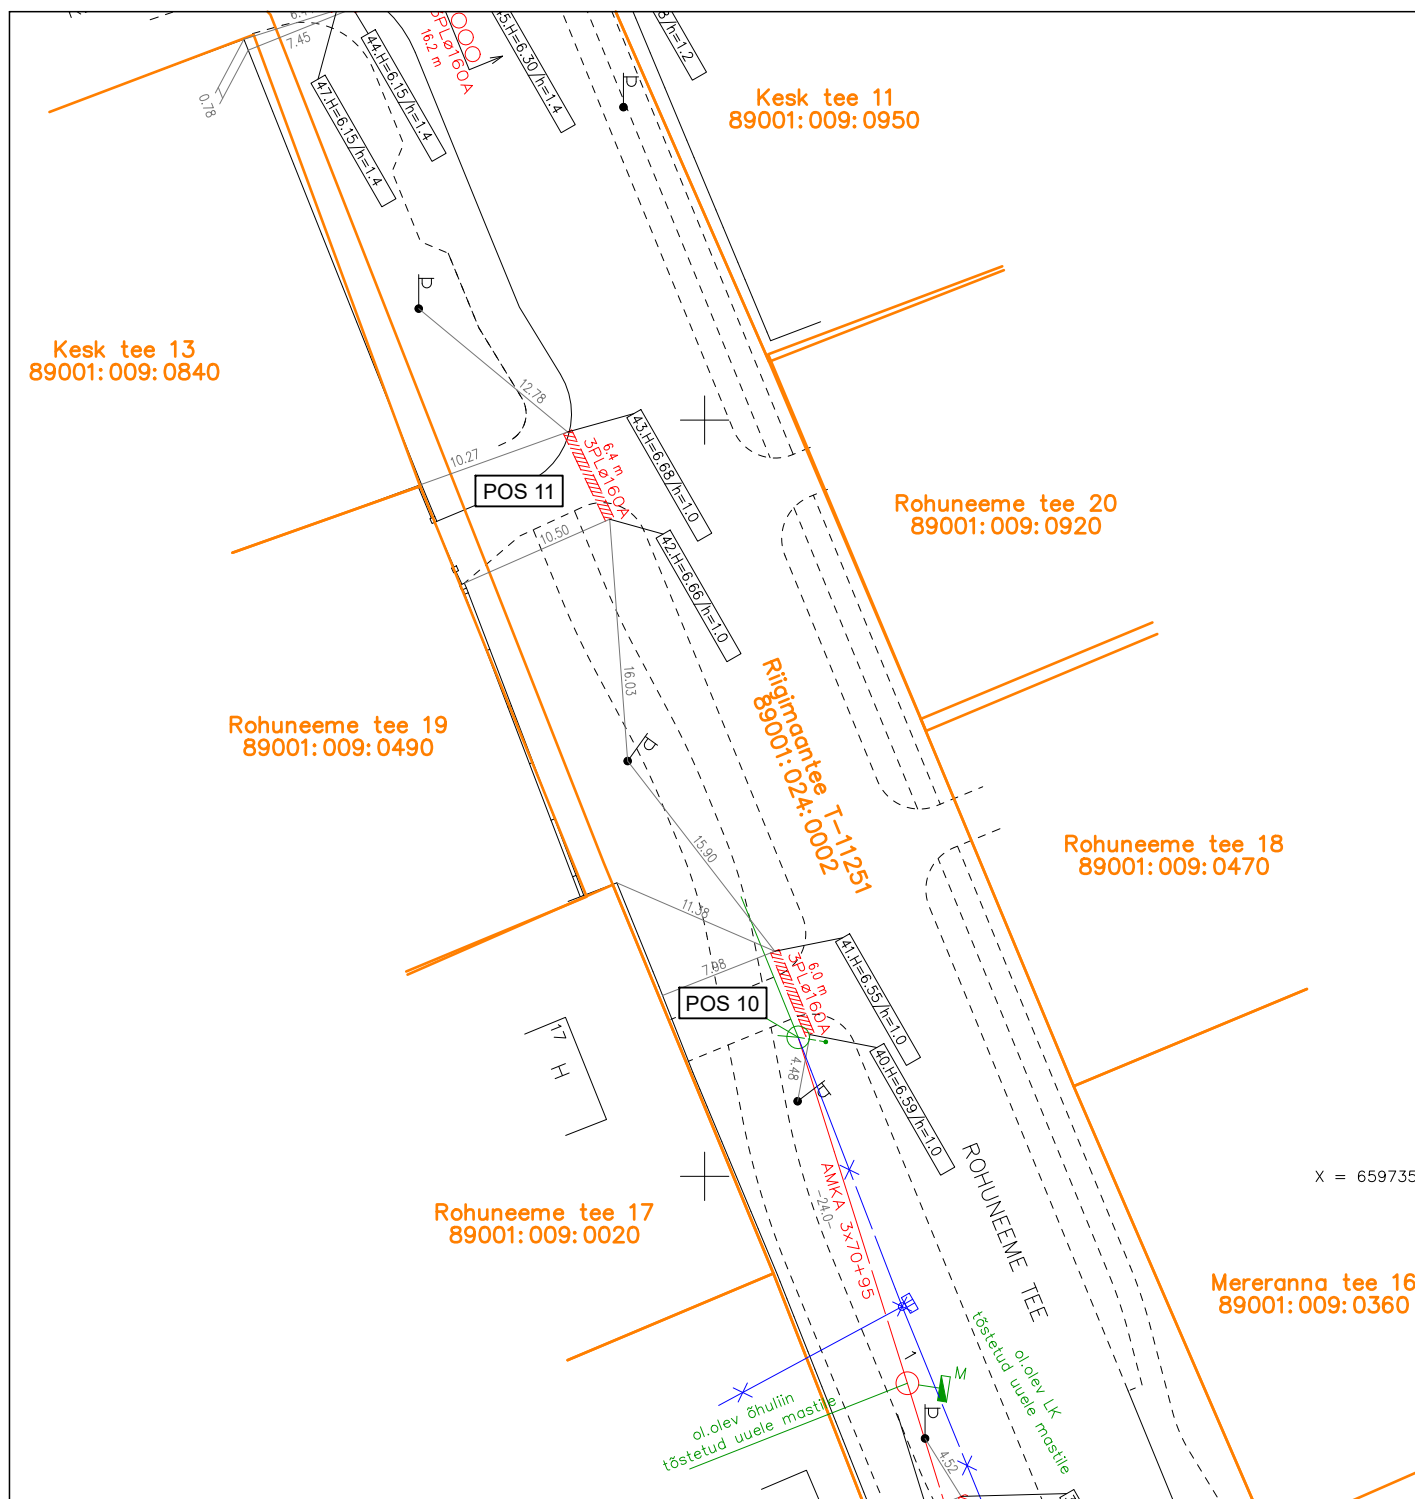 7.45
0.78
44.H=6.15/h=1.4
47.H=6.15/h=1.4
3PLø160A
16.2 m
45.H=6.30/h=1.4
/h=1.2
Kesk tee 11
89001:009:0950
Kesk tee 13
89001:009:0840
12.78
10.27
POS 11
6.4 m
3PLø160A
43.H=6.68/h=1.0
10.50
42.H=6.66/h=1.0
Rohuneeme tee 20
89001:009:0920
16.03
Rohuneeme tee 19
89001:009:0490
Riigimaantee T-11251
89001:024:0002
15.90
Rohuneeme tee 18
89001:009:0470
11.38
7.98
POS 10
6.0 m
3PLø160A
41.H=6.55/h=1.0
40.H=6.59/h=1.0
4.48
17
H
AMKA 3x70+95
-24.0-
ROHUNEEME TEE
X = 659735
Rohuneeme tee 17
89001:009:0020
Mereranna tee 16
89001:009:0360
1
M
ol.olev õhuliin
tõstetud uuele mastile
ol.olev LK
tõstetud uuele mastile
4.52